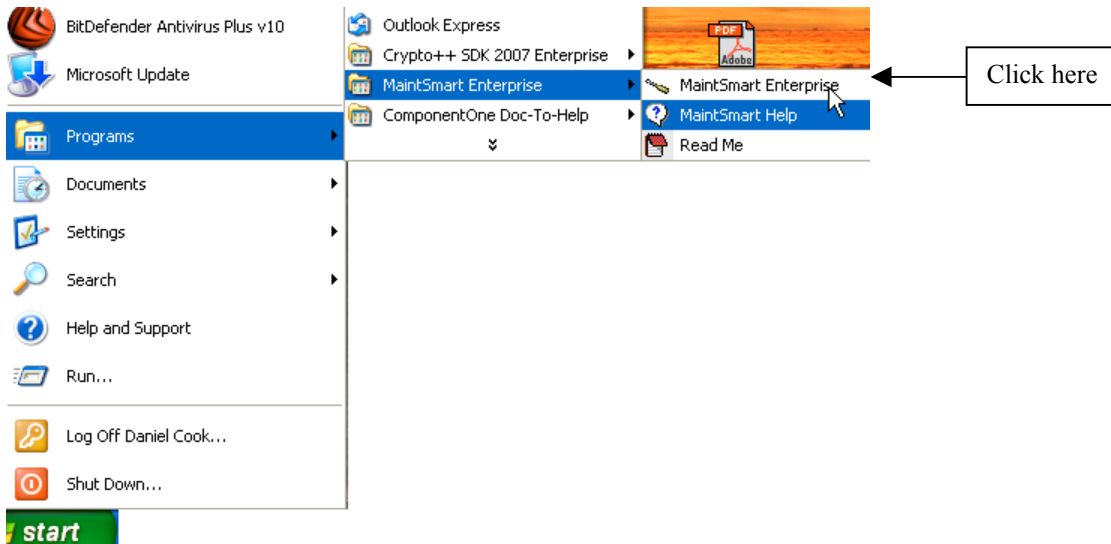 BitDefender Antivirus Plus v10
Microsoft Update
Programs
Documents
Settings
Search
Help and Support
Run...
Log Off Daniel Cook...
Shut Down...
start
Outlook Express
Crypto++ SDK 2007 Enterprise
MaintSmart Enterprise
ComponentOne Doc-To-Help
PDF
Adobe
MaintSmart Enterprise
MaintSmart Help
Read Me
Click here